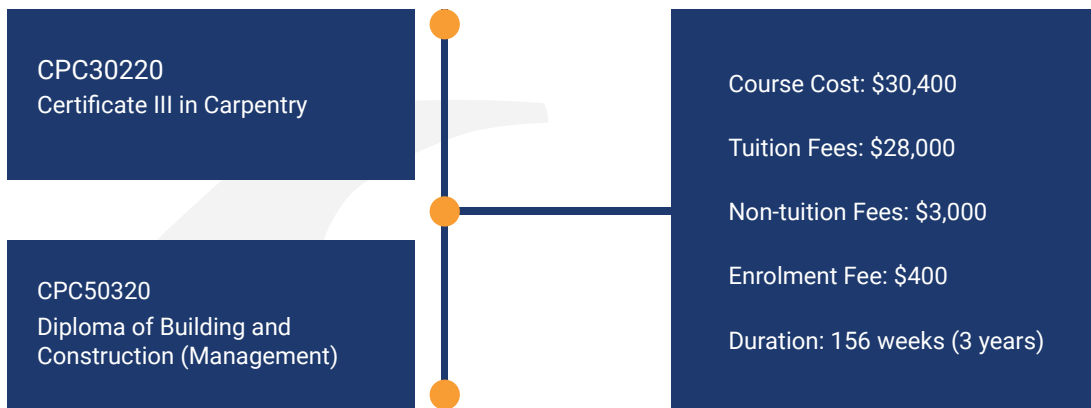 CPC30220
Certificate III in Carpentry
CPC50320
Diploma of Building and
Construction (Management)
Course Cost: $30,400
Tuition Fees: $28,000
Non-tuition Fees: $3,000
Enrolment Fee: $400
Duration: 156 weeks (3 years)